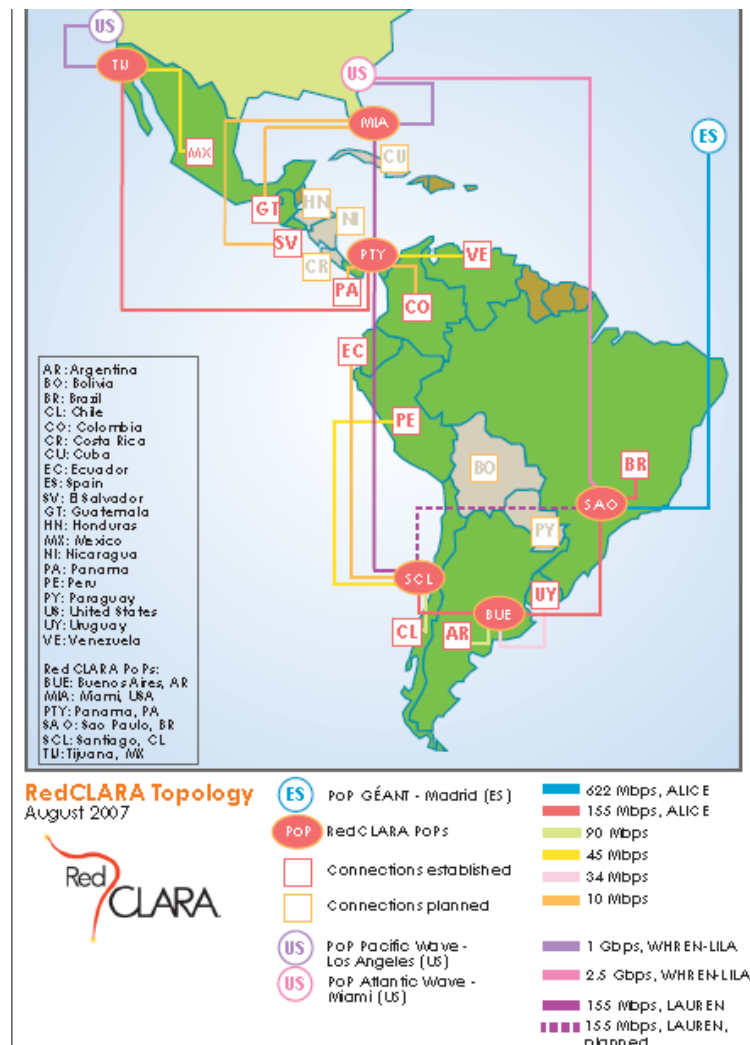 US
TIJ
US
MIA
ES
MX
CU
GT
HN
NI
SV
CR
PTY
VE
PA
CO
EC
PE
BO
BR
SAO
PY
SCL
UY
BUE
CL
AR
AR: Argentina
BO: Bolivia
BR: Brazil
CL: Chile
CO: Colombia
CR: Costa Rica
CU: Cuba
EC: Ecuador
ES: Spain
SV: El Salvador
GT: Guatemala
HN: Honduras
MX: Mexico
NI: Nicaragua
PA: Panama
PE: Peru
PY: Paraguay
US: United States
UY: Uruguay
VE: Venezuela
Red CLARA PoPs:
BUE: Buenos Aires, AR
MIA: Miami, USA
PTY: Panama, PA
SAO: Sao Paulo, BR
SCL: Santiago, CL
TIJ: Tijuana, MX
RedCLARA Topology
August 2007
Red
CLARA
ES PoP GÉANT - Madrid (ES)
PoP RedCLARA PoPs
Connections established
Connections planned
US PoP Pacific Wave -
Los Angeles (US)
US PoP Atlantic Wave -
Miami (US)
622 Mbps, ALICE
155 Mbps, ALICE
90 Mbps
45 Mbps
34 Mbps
10 Mbps
1 Gbps, WHREN-LILA
2.5 Gbps, WHREN-LILA
155 Mbps, LAUREN
155 Mbps, LAUREN,
planned